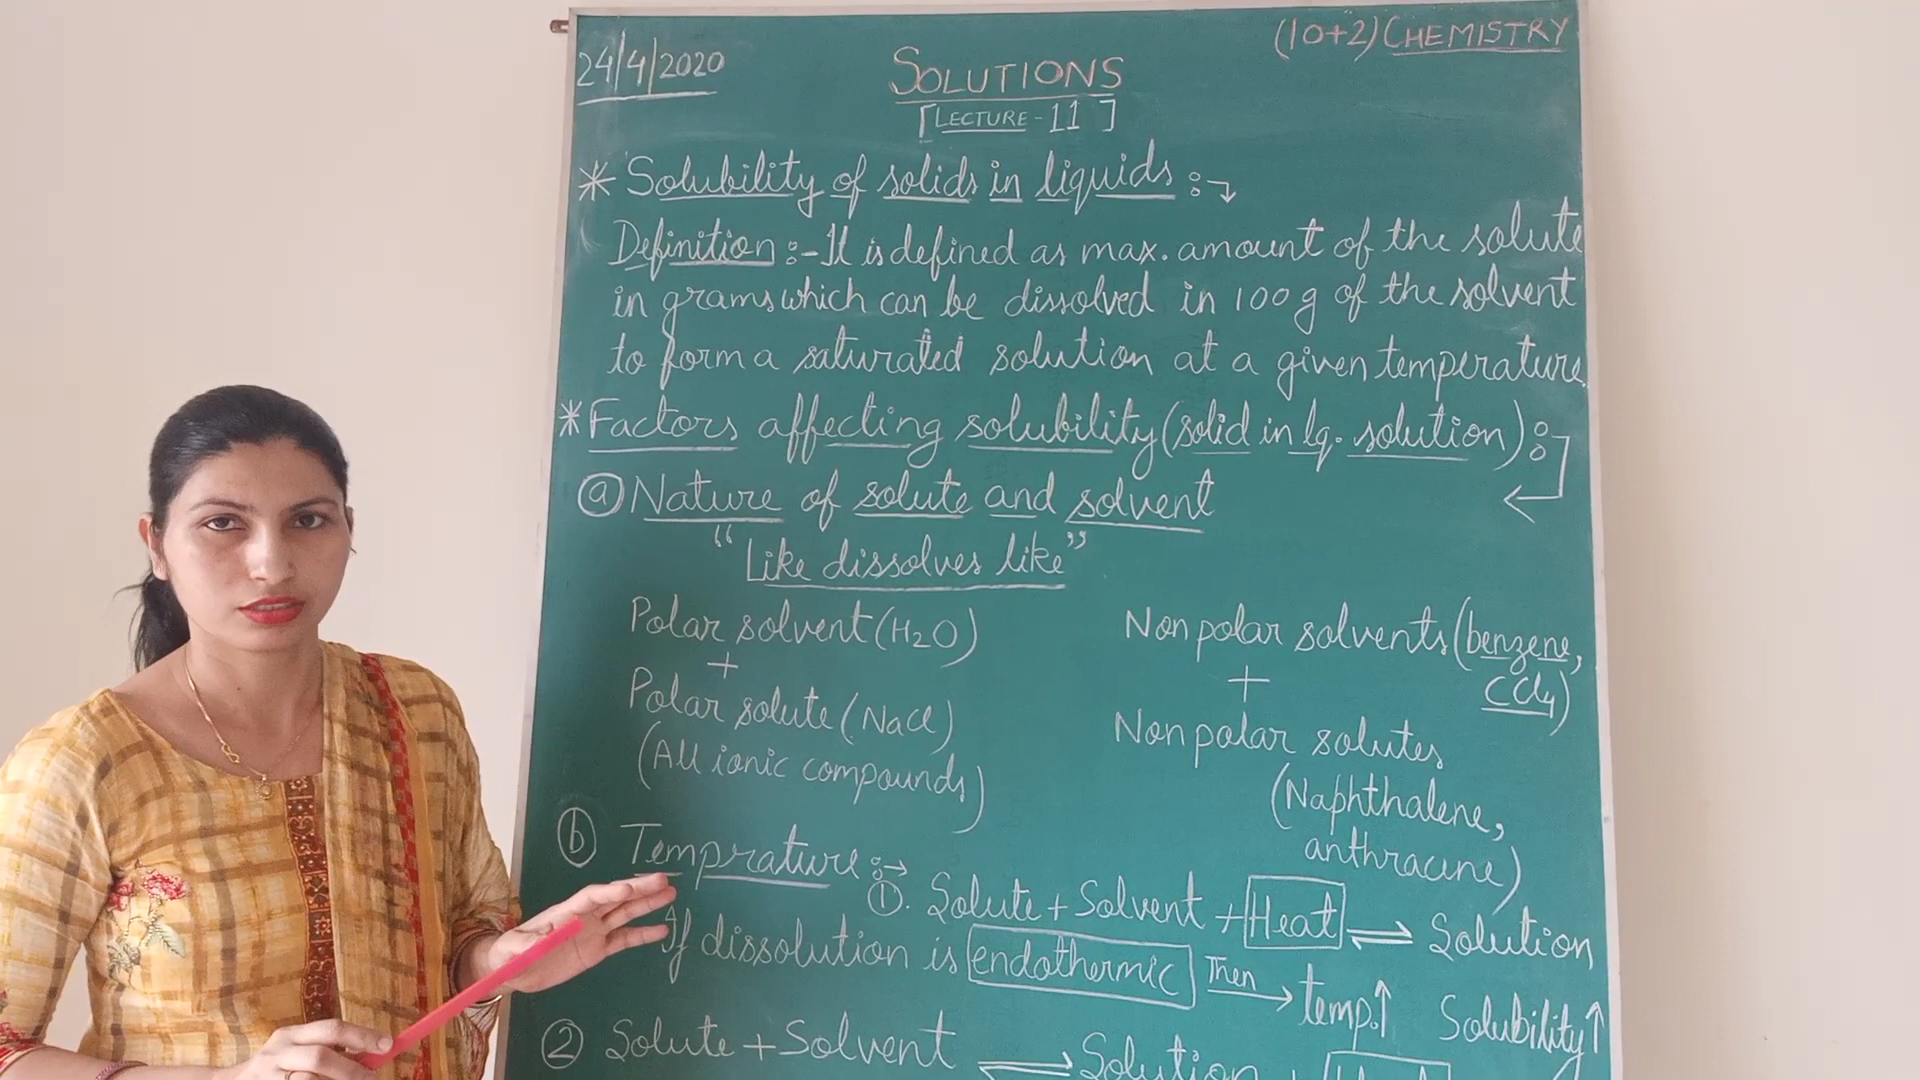 24/4/2020
SOLUTIONS
(10+2) CHEMISTRY
[LECTURE - 11]
* Solubility of solids in liquids :→
Definition :- It is defined as max. amount of the solute
in grams which can be dissolved in 100g of the solvent
to form a saturated solution at a given temperature.
* Factors affecting solubility (solid in lq. solution) :
(a) Nature of solute and solvent
"Like dissolves like"
Polar solvent (H2O)
+
Polar solute (NaCl)
(All ionic compounds)
Non polar solvents (benzene,
CCl4)
+
Non polar solutes
(Naphthalene,
anthracene)
(b) Temprature :→
①. Solute + Solvent + Heat ⇌ Solution
If dissolution is endothermic Then → temp.↑ Solubility↑
② Solute + Solvent ⇌ Solution +